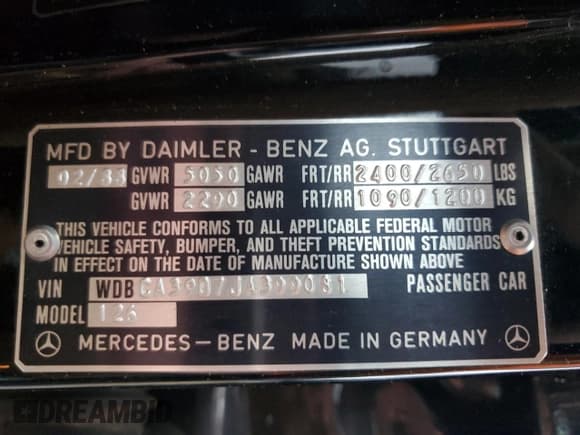 MFD BY DAIMLER - BENZ AG. STUTTGART
02/88 GVWR 5050 GAWR FRT/RR 2400/2650 LBS
GVWR 2290 GAWR FRT/RR 1090/1200 KG
THIS VEHICLE CONFORMS TO ALL APPLICABLE FEDERAL MOTOR
VEHICLE SAFETY, BUMPER, AND THEFT PREVENTION STANDARDS
IN EFFECT ON THE DATE OF MANUFACTURE SHOWN ABOVE
VIN WDB PASSENGER CAR
MODEL 126
MERCEDES-BENZ MADE IN GERMANY
DREAMBID